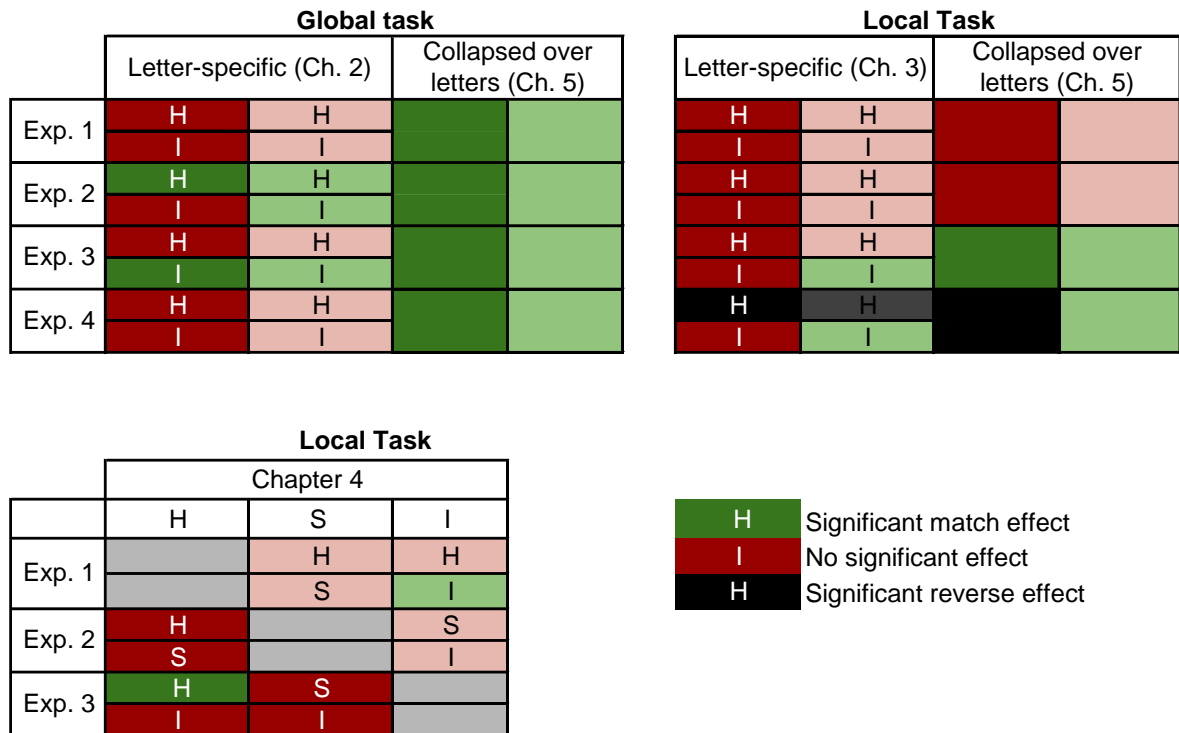 Global task
Letter-specific (Ch. 2) Collapsed over
letters (Ch. 5)
Exp. 1 H H
I I
Exp. 2 H H
I I
Exp. 3 H H
I I
Exp. 4 H H
I I
Local Task
Letter-specific (Ch. 3) Collapsed over
letters (Ch. 5)
H H
I I
H H
I I
H H
I I
H H
I I
Local Task
Chapter 4
H S I
Exp. 1 H H
S I
Exp. 2 H S
S I
Exp. 3 H S
I I
H Significant match effect
I No significant effect
H Significant reverse effect